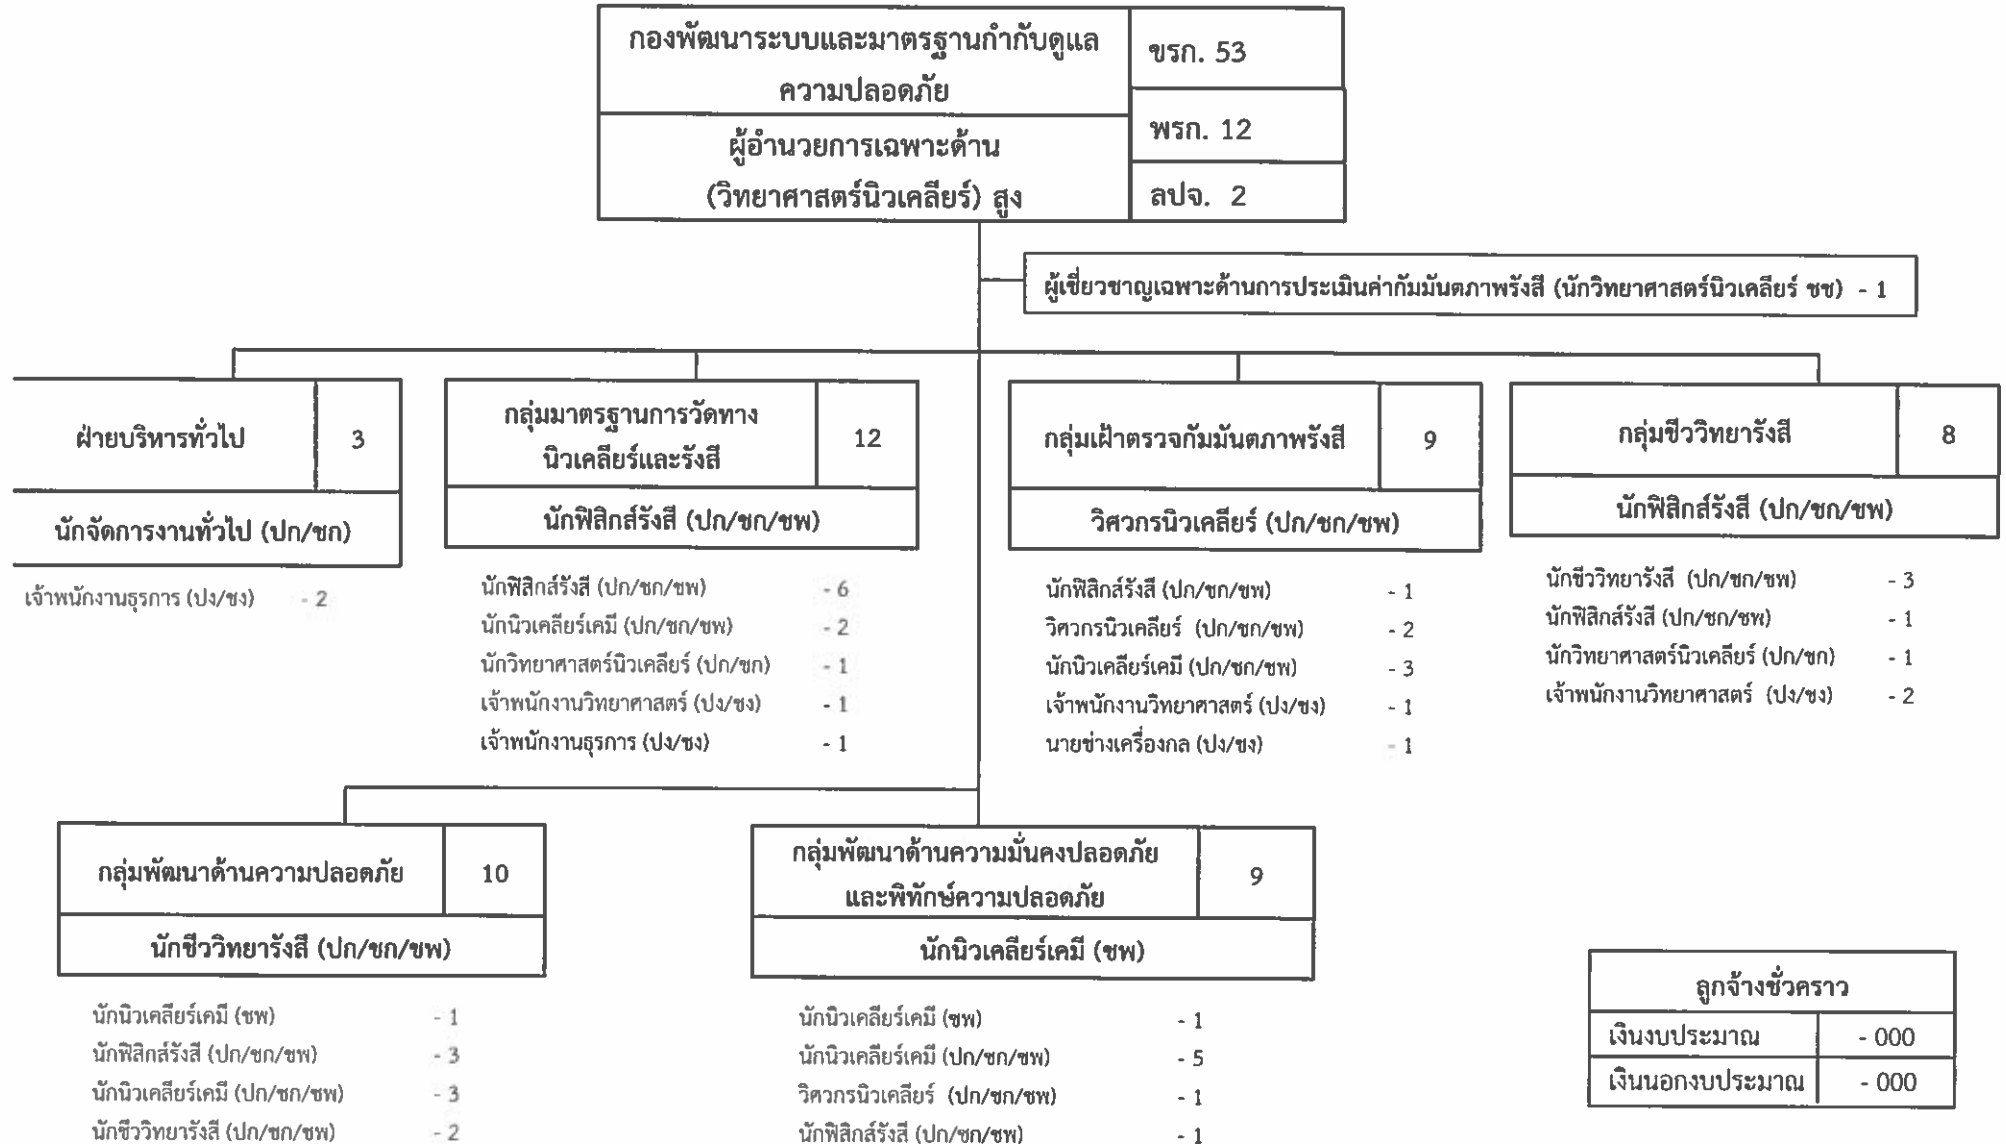 กองพัฒนาระบบและมาตรฐานกำกับดูแล
ความปลอดภัย
ขรก. 53
ผู้อำนวยการเฉพาะด้าน
(วิทยาศาสตร์นิวเคลียร์) สูง
พรก. 12
ลปจ. 2
ผู้เชี่ยวชาญเฉพาะด้านการประเมินค่ากัมมันตภาพรังสี (นักวิทยาศาสตร์นิวเคลียร์ ชช) - 1
ฝ่ายบริหารทั่วไป 3
นักจัดการงานทั่วไป (ปก/ชก)
เจ้าพนักงานธุรการ (ปง/ชง) - 2
กลุ่มมาตรฐานการวัดทาง
นิวเคลียร์และรังสี
12
นักฟิสิกส์รังสี (ปก/ชก/ชพ)
นักฟิสิกส์รังสี (ปก/ชก/ชพ) - 6
นักนิวเคลียร์เคมี (ปก/ชก/ชพ) - 2
นักวิทยาศาสตร์นิวเคลียร์ (ปก/ชก) - 1
เจ้าพนักงานวิทยาศาสตร์ (ปง/ชง) - 1
เจ้าพนักงานธุรการ (ปง/ชง) - 1
กลุ่มเฝ้าตรวจกัมมันตภาพรังสี 9
วิศวกรนิวเคลียร์ (ปก/ชก/ชพ)
นักฟิสิกส์รังสี (ปก/ชก/ชพ) - 1
วิศวกรนิวเคลียร์ (ปก/ชก/ชพ) - 2
นักนิวเคลียร์เคมี (ปก/ชก/ชพ) - 3
เจ้าพนักงานวิทยาศาสตร์ (ปง/ชง) - 1
นายช่างเครื่องกล (ปง/ชง) - 1
กลุ่มชีววิทยารังสี 8
นักฟิสิกส์รังสี (ปก/ชก/ชพ)
นักชีววิทยารังสี (ปก/ชก/ชพ) - 3
นักฟิสิกส์รังสี (ปก/ชก/ชพ) - 1
นักวิทยาศาสตร์นิวเคลียร์ (ปก/ชก) - 1
เจ้าพนักงานวิทยาศาสตร์ (ปง/ชง) - 2
กลุ่มพัฒนาด้านความปลอดภัย 10
นักชีววิทยารังสี (ปก/ชก/ชพ)
นักนิวเคลียร์เคมี (ชพ) - 1
นักฟิสิกส์รังสี (ปก/ชก/ชพ) - 3
นักนิวเคลียร์เคมี (ปก/ชก/ชพ) - 3
นักชีววิทยารังสี (ปก/ชก/ชพ) - 2
กลุ่มพัฒนาด้านความมั่นคงปลอดภัย
และพิทักษ์ความปลอดภัย
9
นักนิวเคลียร์เคมี (ชพ)
นักนิวเคลียร์เคมี (ชพ) - 1
นักนิวเคลียร์เคมี (ปก/ชก/ชพ) - 5
วิศวกรนิวเคลียร์ (ปก/ชก/ชพ) - 1
นักฟิสิกส์รังสี (ปก/ชก/ชพ) - 1
ลูกจ้างชั่วคราว
เงินงบประมาณ - 000
เงินนอกงบประมาณ - 000